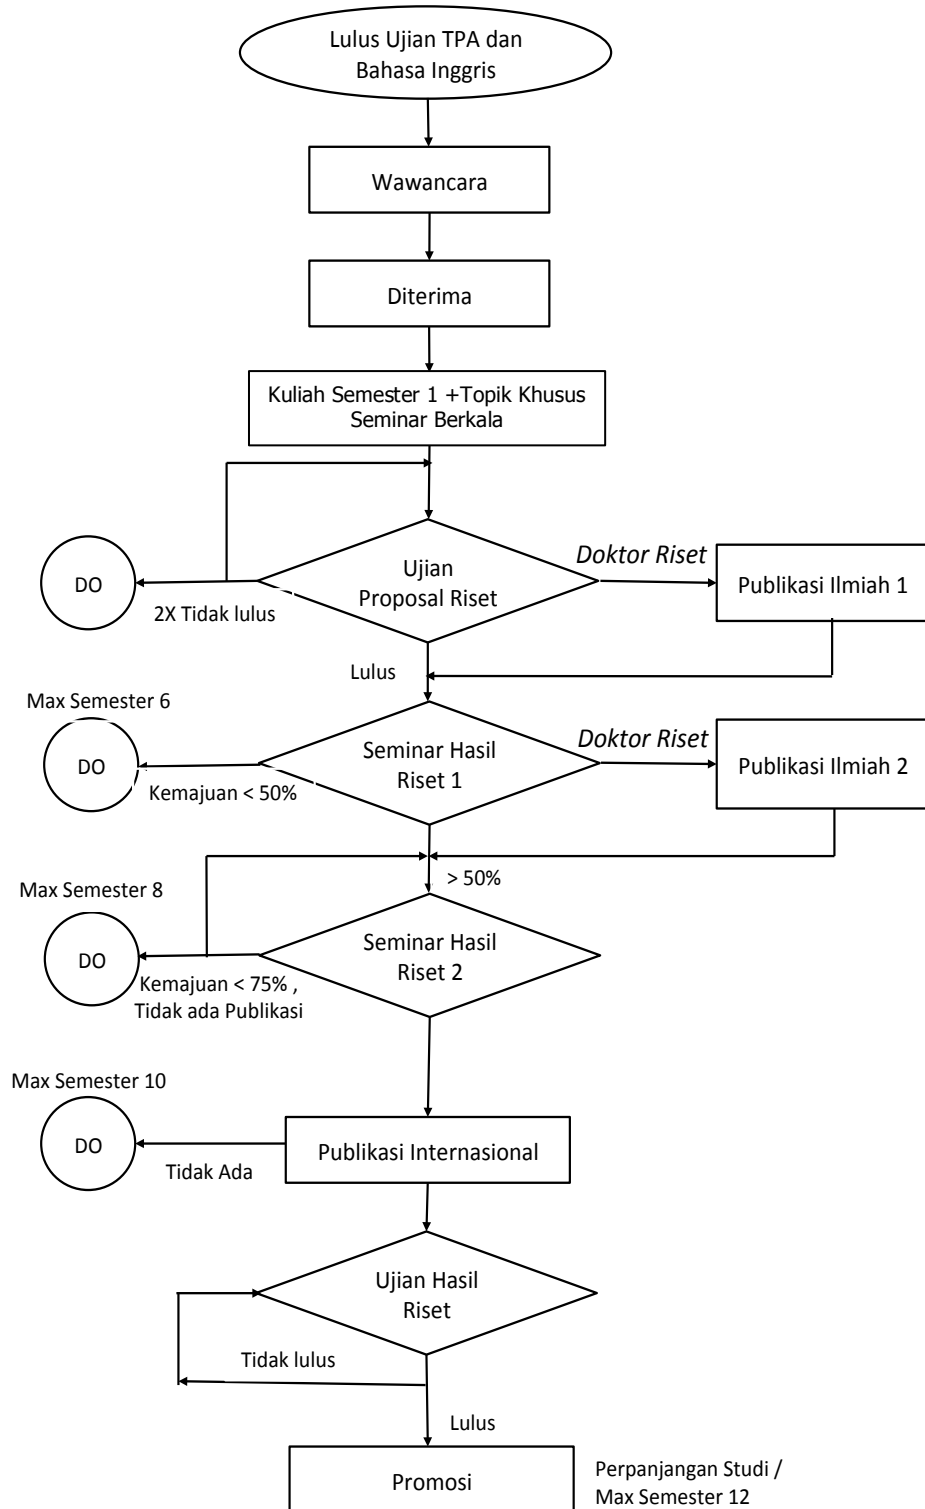 Lulus Ujian TPA dan
Bahasa Inggris
Wawancara
Diterima
Kuliah Semester 1 +Topik Khusus
Seminar Berkala
Ujian
Proposal Riset
Doktor Riset
Publikasi Ilmiah 1
DO
2X Tidak lulus
Lulus
Max Semester 6
Seminar Hasil
Riset 1
Doktor Riset
Publikasi Ilmiah 2
DO
Kemajuan < 50%
> 50%
Max Semester 8
Seminar Hasil
Riset 2
DO
Kemajuan < 75% ,
Tidak ada Publikasi
Max Semester 10
DO
Tidak Ada
Publikasi Internasional
Ujian Hasil
Riset
Tidak lulus
Lulus
Promosi
Perpanjangan Studi /
Max Semester 12